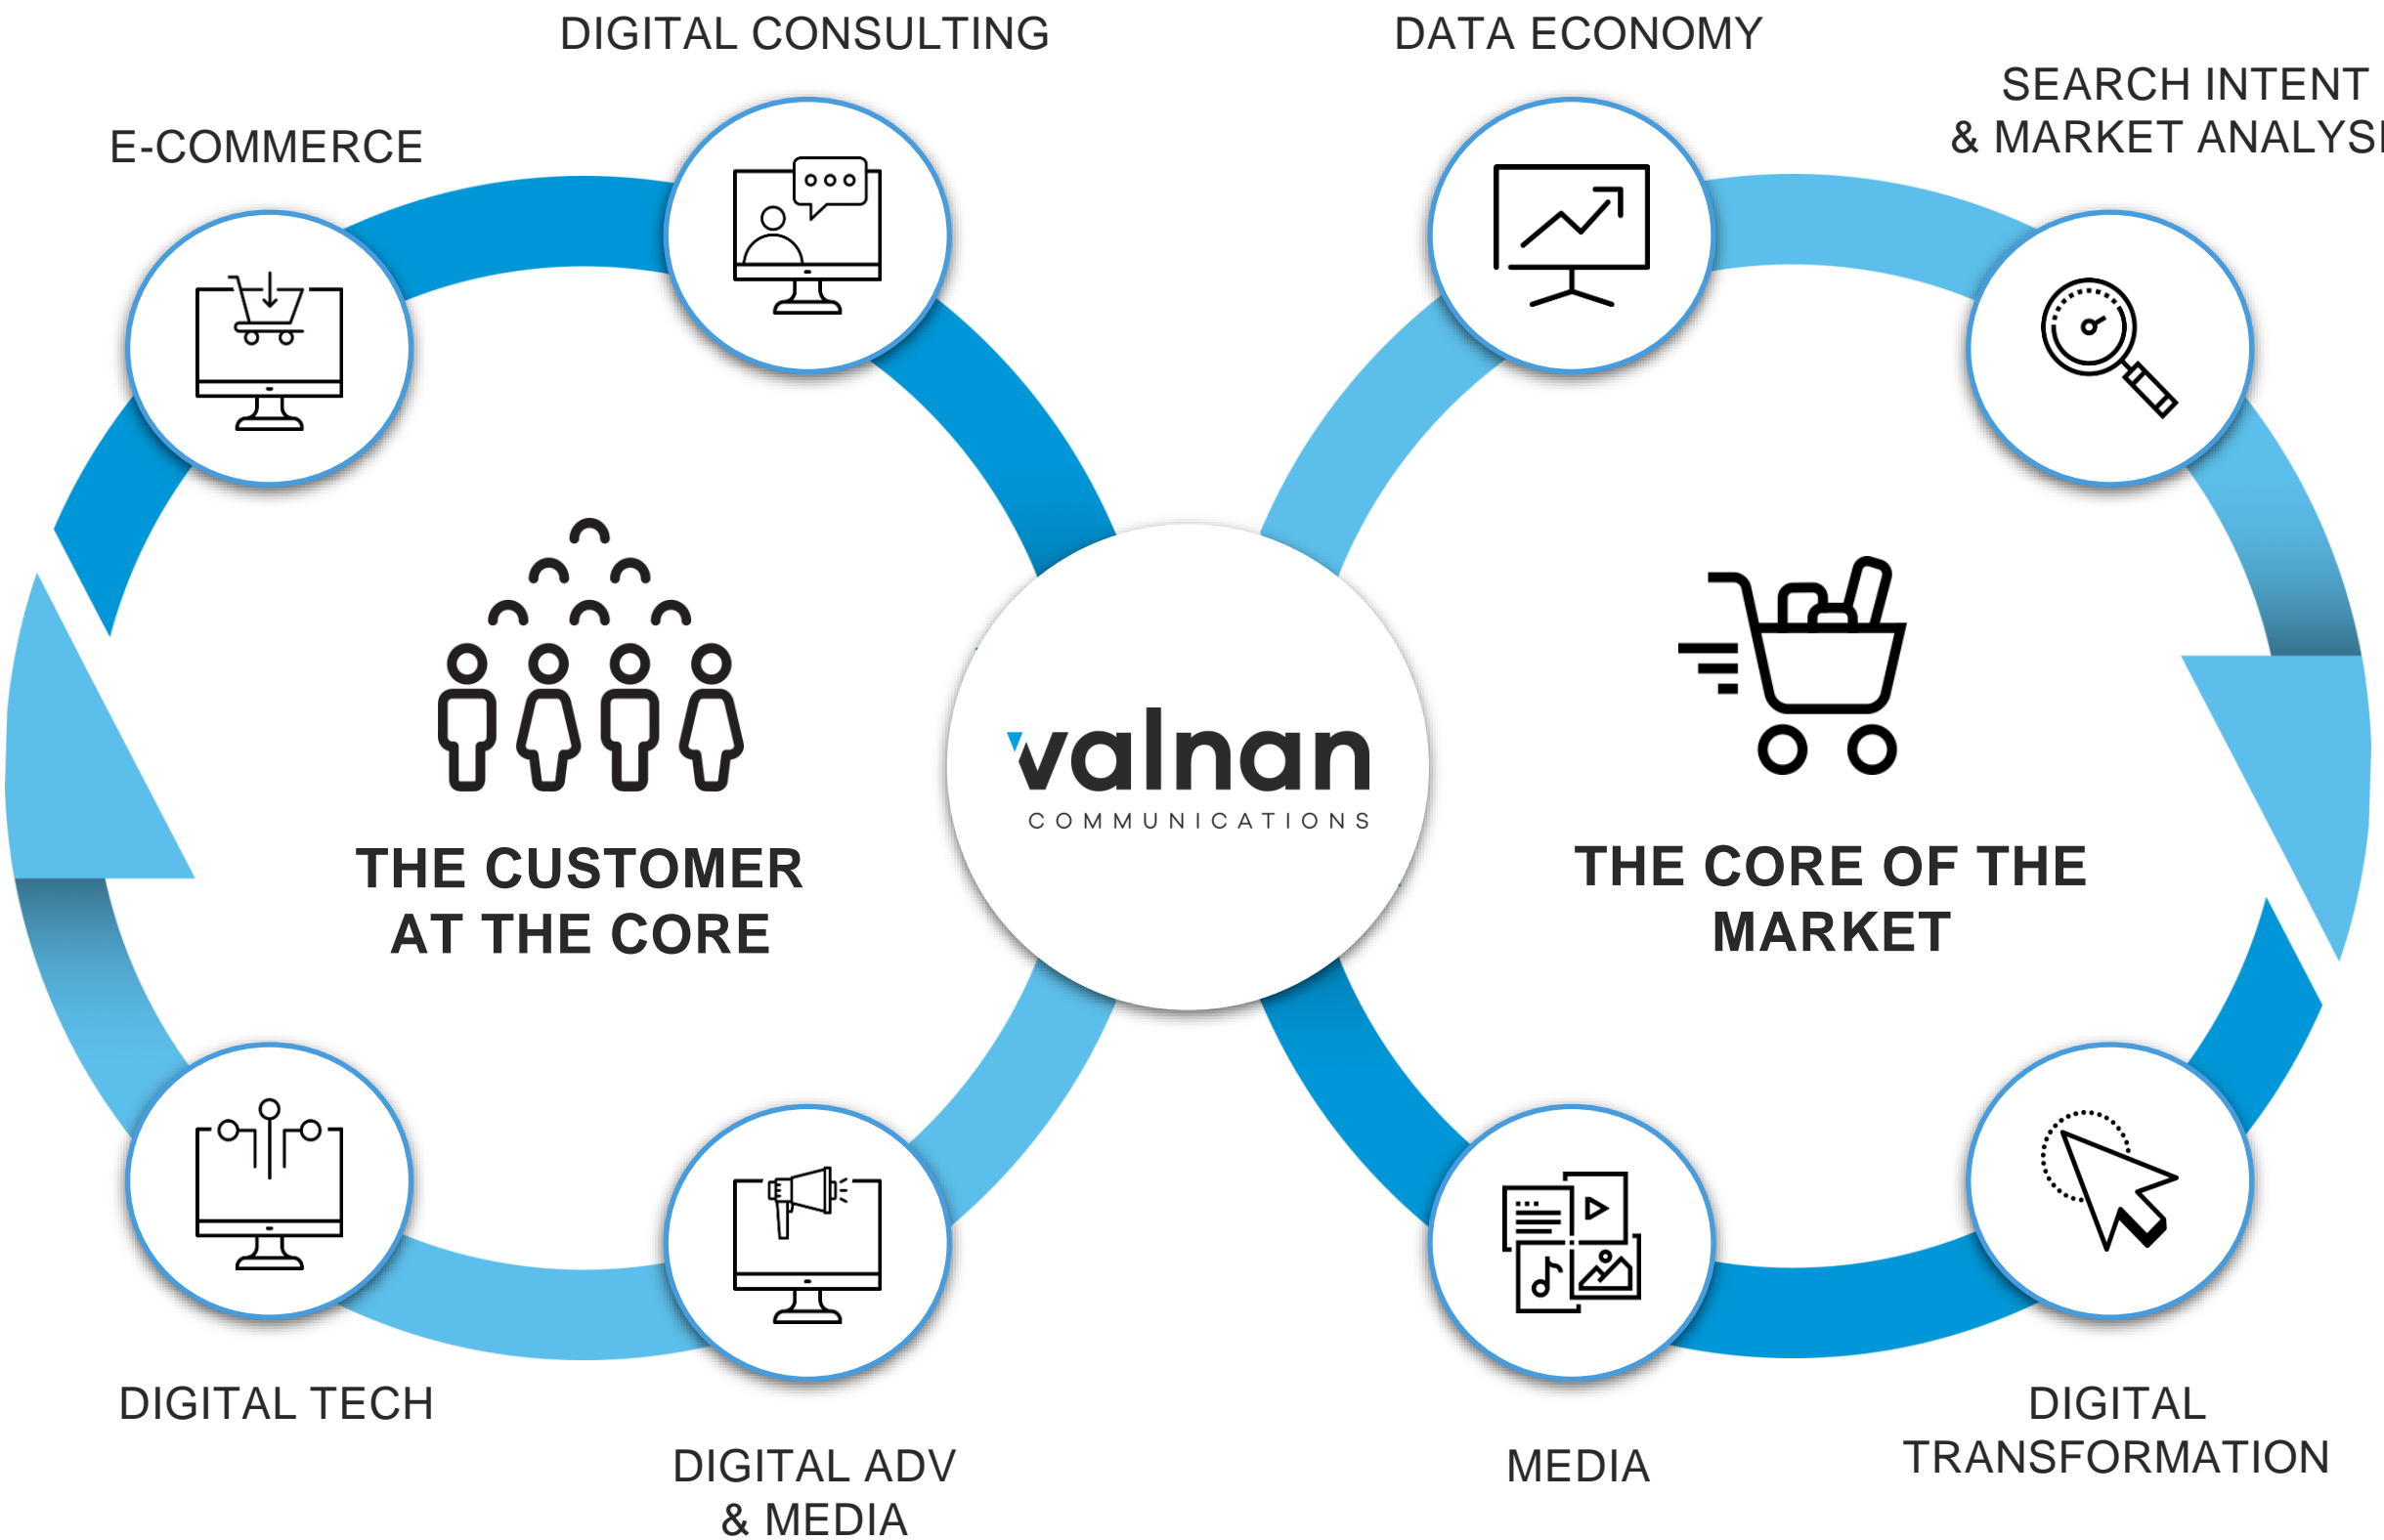 DIGITAL CONSULTING
DATA ECONOMY
SEARCH INTENT
& MARKET
E-COMMERCE
valnan
COMMUNICATIONS
THE CUSTOMER
AT THE CORE
THE CORE OF THE
MARKET
DIGITAL TECH
DIGITAL ADV
& MEDIA
MEDIA
DIGITAL
TRANSFORMATION